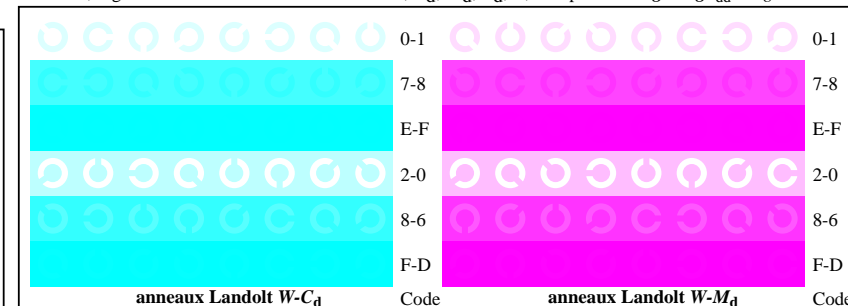 0-1 0-1
7-8 7-8
E-F E-F
2-0 2-0
8-6 8-6
F-D F-D
anneaux Landolt W-Cd Code anneaux Landolt W-Md Code